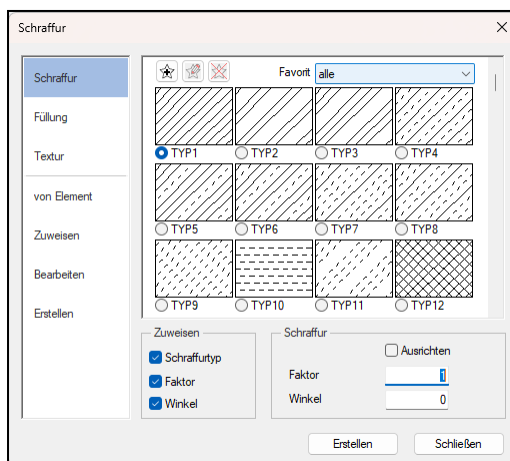 Schraffur
Schraffur
Füllung
Textur
von Element
Zuweisen
Bearbeiten
Erstellen
Favorit alle
TYP1 TYP2 TYP3 TYP4
TYP5 TYP6 TYP7 TYP8
TYP9 TYP10 TYP11 TYP12
Zuweisen
Schraffurtyp
Faktor
Winkel
Schraffur
Ausrichten
Faktor 1
Winkel 0
Erstellen Schließen